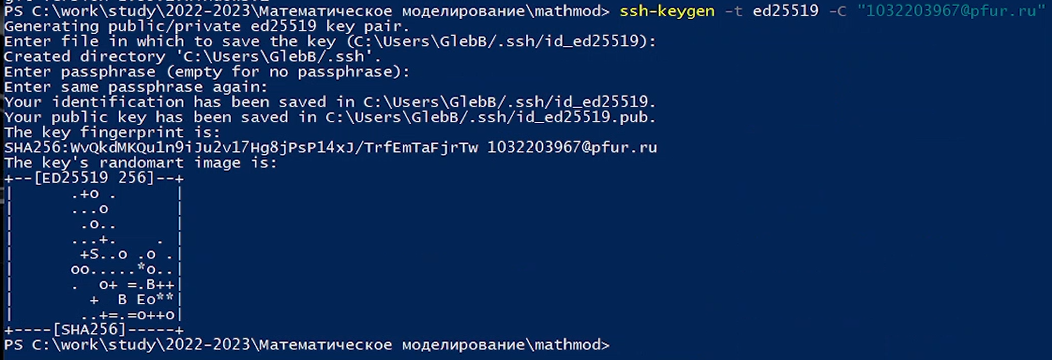 PS C:\work\study\2022-2023\Математическое моделирование\mathmod> ssh-keygen -t ed25519 -C "1032203967@pfur.ru"
Generating public/private ed25519 key pair.
Enter file in which to save the key (C:\Users\GlebB/.ssh/id_ed25519):
Created directory 'C:\Users\GlebB/.ssh'.
Enter passphrase (empty for no passphrase):
Enter same passphrase again:
Your identification has been saved in C:\Users\GlebB/.ssh/id_ed25519.
Your public key has been saved in C:\Users\GlebB/.ssh/id_ed25519.pub.
The key fingerprint is:
SHA256:WvQkdMKQu1n9iJu2v17Hg8jPsP14xJ/TrfEmTaFjrTw 1032203967@pfur.ru
The key's randomart image is:
+--[ED25519 256]--+
|       .+o .     |
|       ...o      |
|        .o..     |
|       ...+.    . |
|        +S..o .o . |
|       oo.....*o..|
|       .  o+ =.B++|
|         +  B Eo**|
|        ..+=.=o++o|
+----[SHA256]-----+
PS C:\work\study\2022-2023\Математическое моделирование\mathmod>